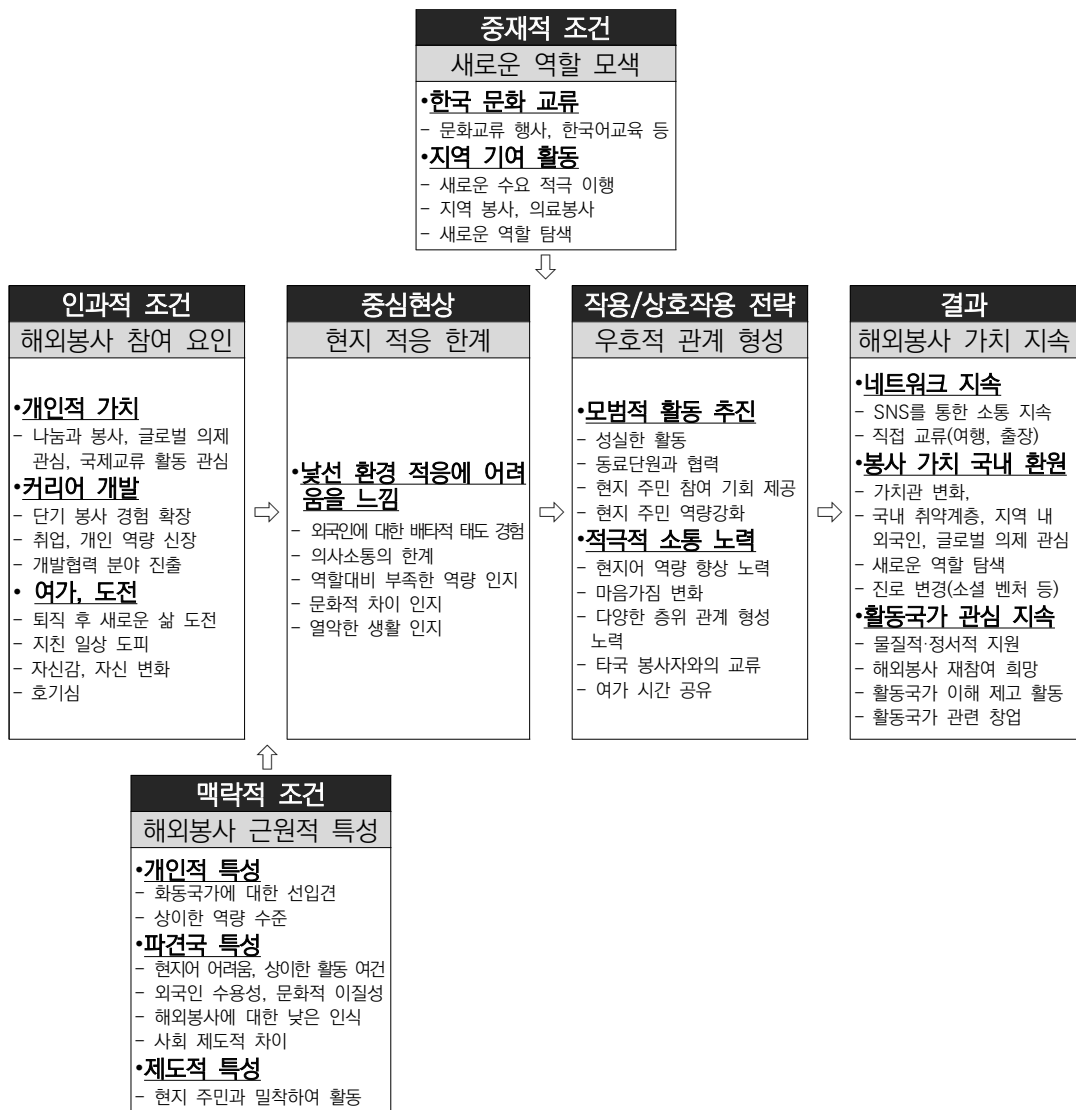 중재적 조건
새로운 역할 모색
•한국 문화 교류
- 문화교류 행사, 한국어교육 등
•지역 기여 활동
- 새로운 수요 적극 이행
- 지역 봉사, 의료봉사
- 새로운 역할 탐색
인과적 조건
해외봉사 참여 요인
•개인적 가치
- 나눔과 봉사, 글로벌 의제
관심, 국제교류 활동 관심
•커리어 개발
- 단기 봉사 경험 확장
- 취업, 개인 역량 신장
- 개발협력 분야 진출
• 여가, 도전
- 퇴직 후 새로운 삶 도전
- 지친 일상 도피
- 자신감, 자신 변화
- 호기심
중심현상
현지 적응 한계
•낯선 환경 적응에 어려
움을 느낌
- 외국인에 대한 배타적 태도 경험
- 의사소통의 한계
- 역할대비 부족한 역량 인지
- 문화적 차이 인지
- 열악한 생활 인지
작용/상호작용 전략
우호적 관계 형성
•모범적 활동 추진
- 성실한 활동
- 동료단원과 협력
- 현지 주민 참여 기회 제공
- 현지 주민 역량강화
•적극적 소통 노력
- 현지어 역량 향상 노력
- 마음가짐 변화
- 다양한 층위 관계 형성
노력
- 타국 봉사자와의 교류
- 여가 시간 공유
결과
해외봉사 가치 지속
•네트워크 지속
- SNS를 통한 소통 지속
- 직접 교류(여행, 출장)
•봉사 가치 국내 환원
- 가치관 변화,
- 국내 취약계층, 지역 내
외국인, 글로벌 의제 관심
- 새로운 역할 탐색
- 진로 변경(소셜 벤처 등)
•활동국가 관심 지속
- 물질적·정서적 지원
- 해외봉사 재참여 희망
- 활동국가 이해 제고 활동
- 활동국가 관련 창업
맥락적 조건
해외봉사 근원적 특성
•개인적 특성
- 화동국가에 대한 선입견
- 상이한 역량 수준
•파견국 특성
- 현지어 어려움, 상이한 활동 여건
- 외국인 수용성, 문화적 이질성
- 해외봉사에 대한 낮은 인식
- 사회 제도적 차이
•제도적 특성
- 현지 주민과 밀착하여 활동